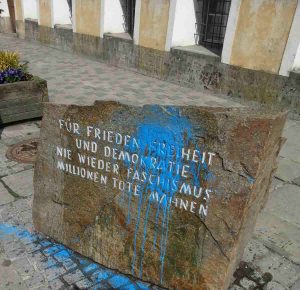 FÜR FRIEDEN FREIHEIT
UND DEMOKRATIE
NIE WIEDER FASCHISMUS
MILLIONEN TOTE MAHNEN